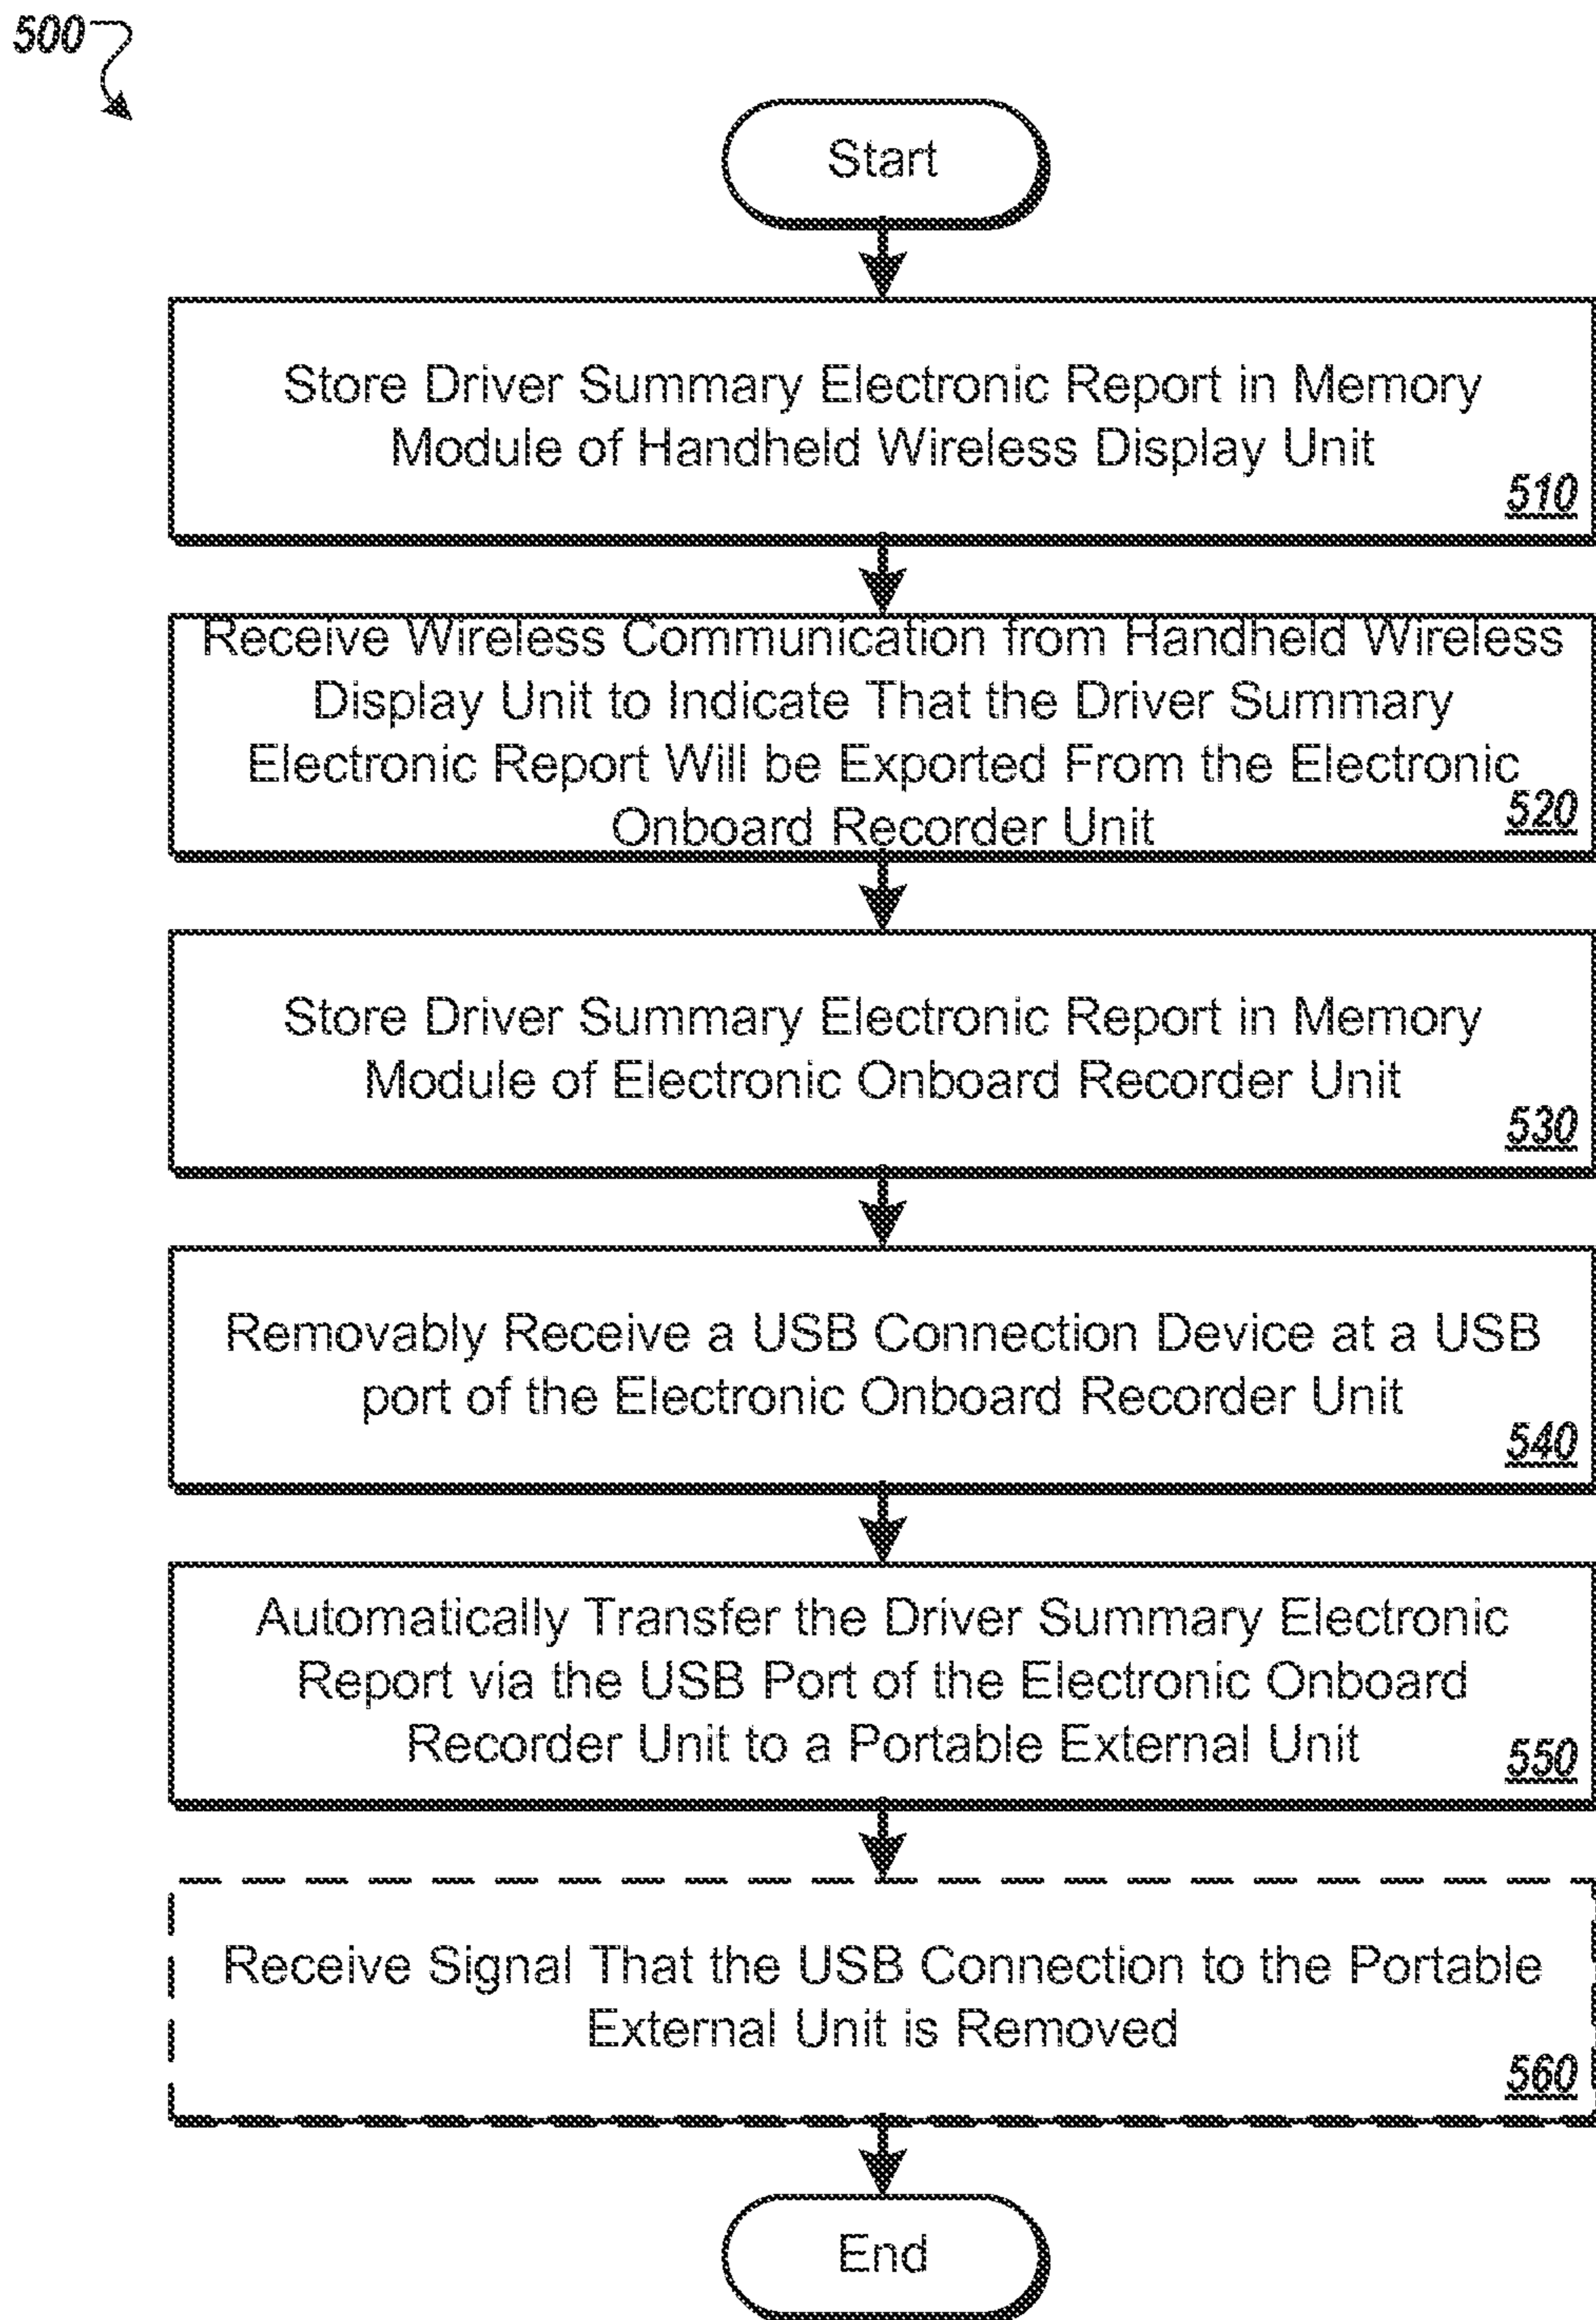 500
Start
Store Driver Summary Electronic Report in Memory
Module of Handheld Wireless Display Unit
510
Receive Wireless Communication from Handheld Wireless
Display Unit to Indicate That the Driver Summary
Electronic Report Will be Exported From the Electronic
Onboard Recorder Unit
520
Store Driver Summary Electronic Report in Memory
Module of Electronic Onboard Recorder Unit
530
Removably Receive a USB Connection Device at a USB
port of the Electronic Onboard Recorder Unit
540
Automatically Transfer the Driver Summary Electronic
Report via the USB Port of the Electronic Onboard
Recorder Unit to a Portable External Unit
550
Receive Signal That the USB Connection to the Portable
External Unit is Removed
560
End